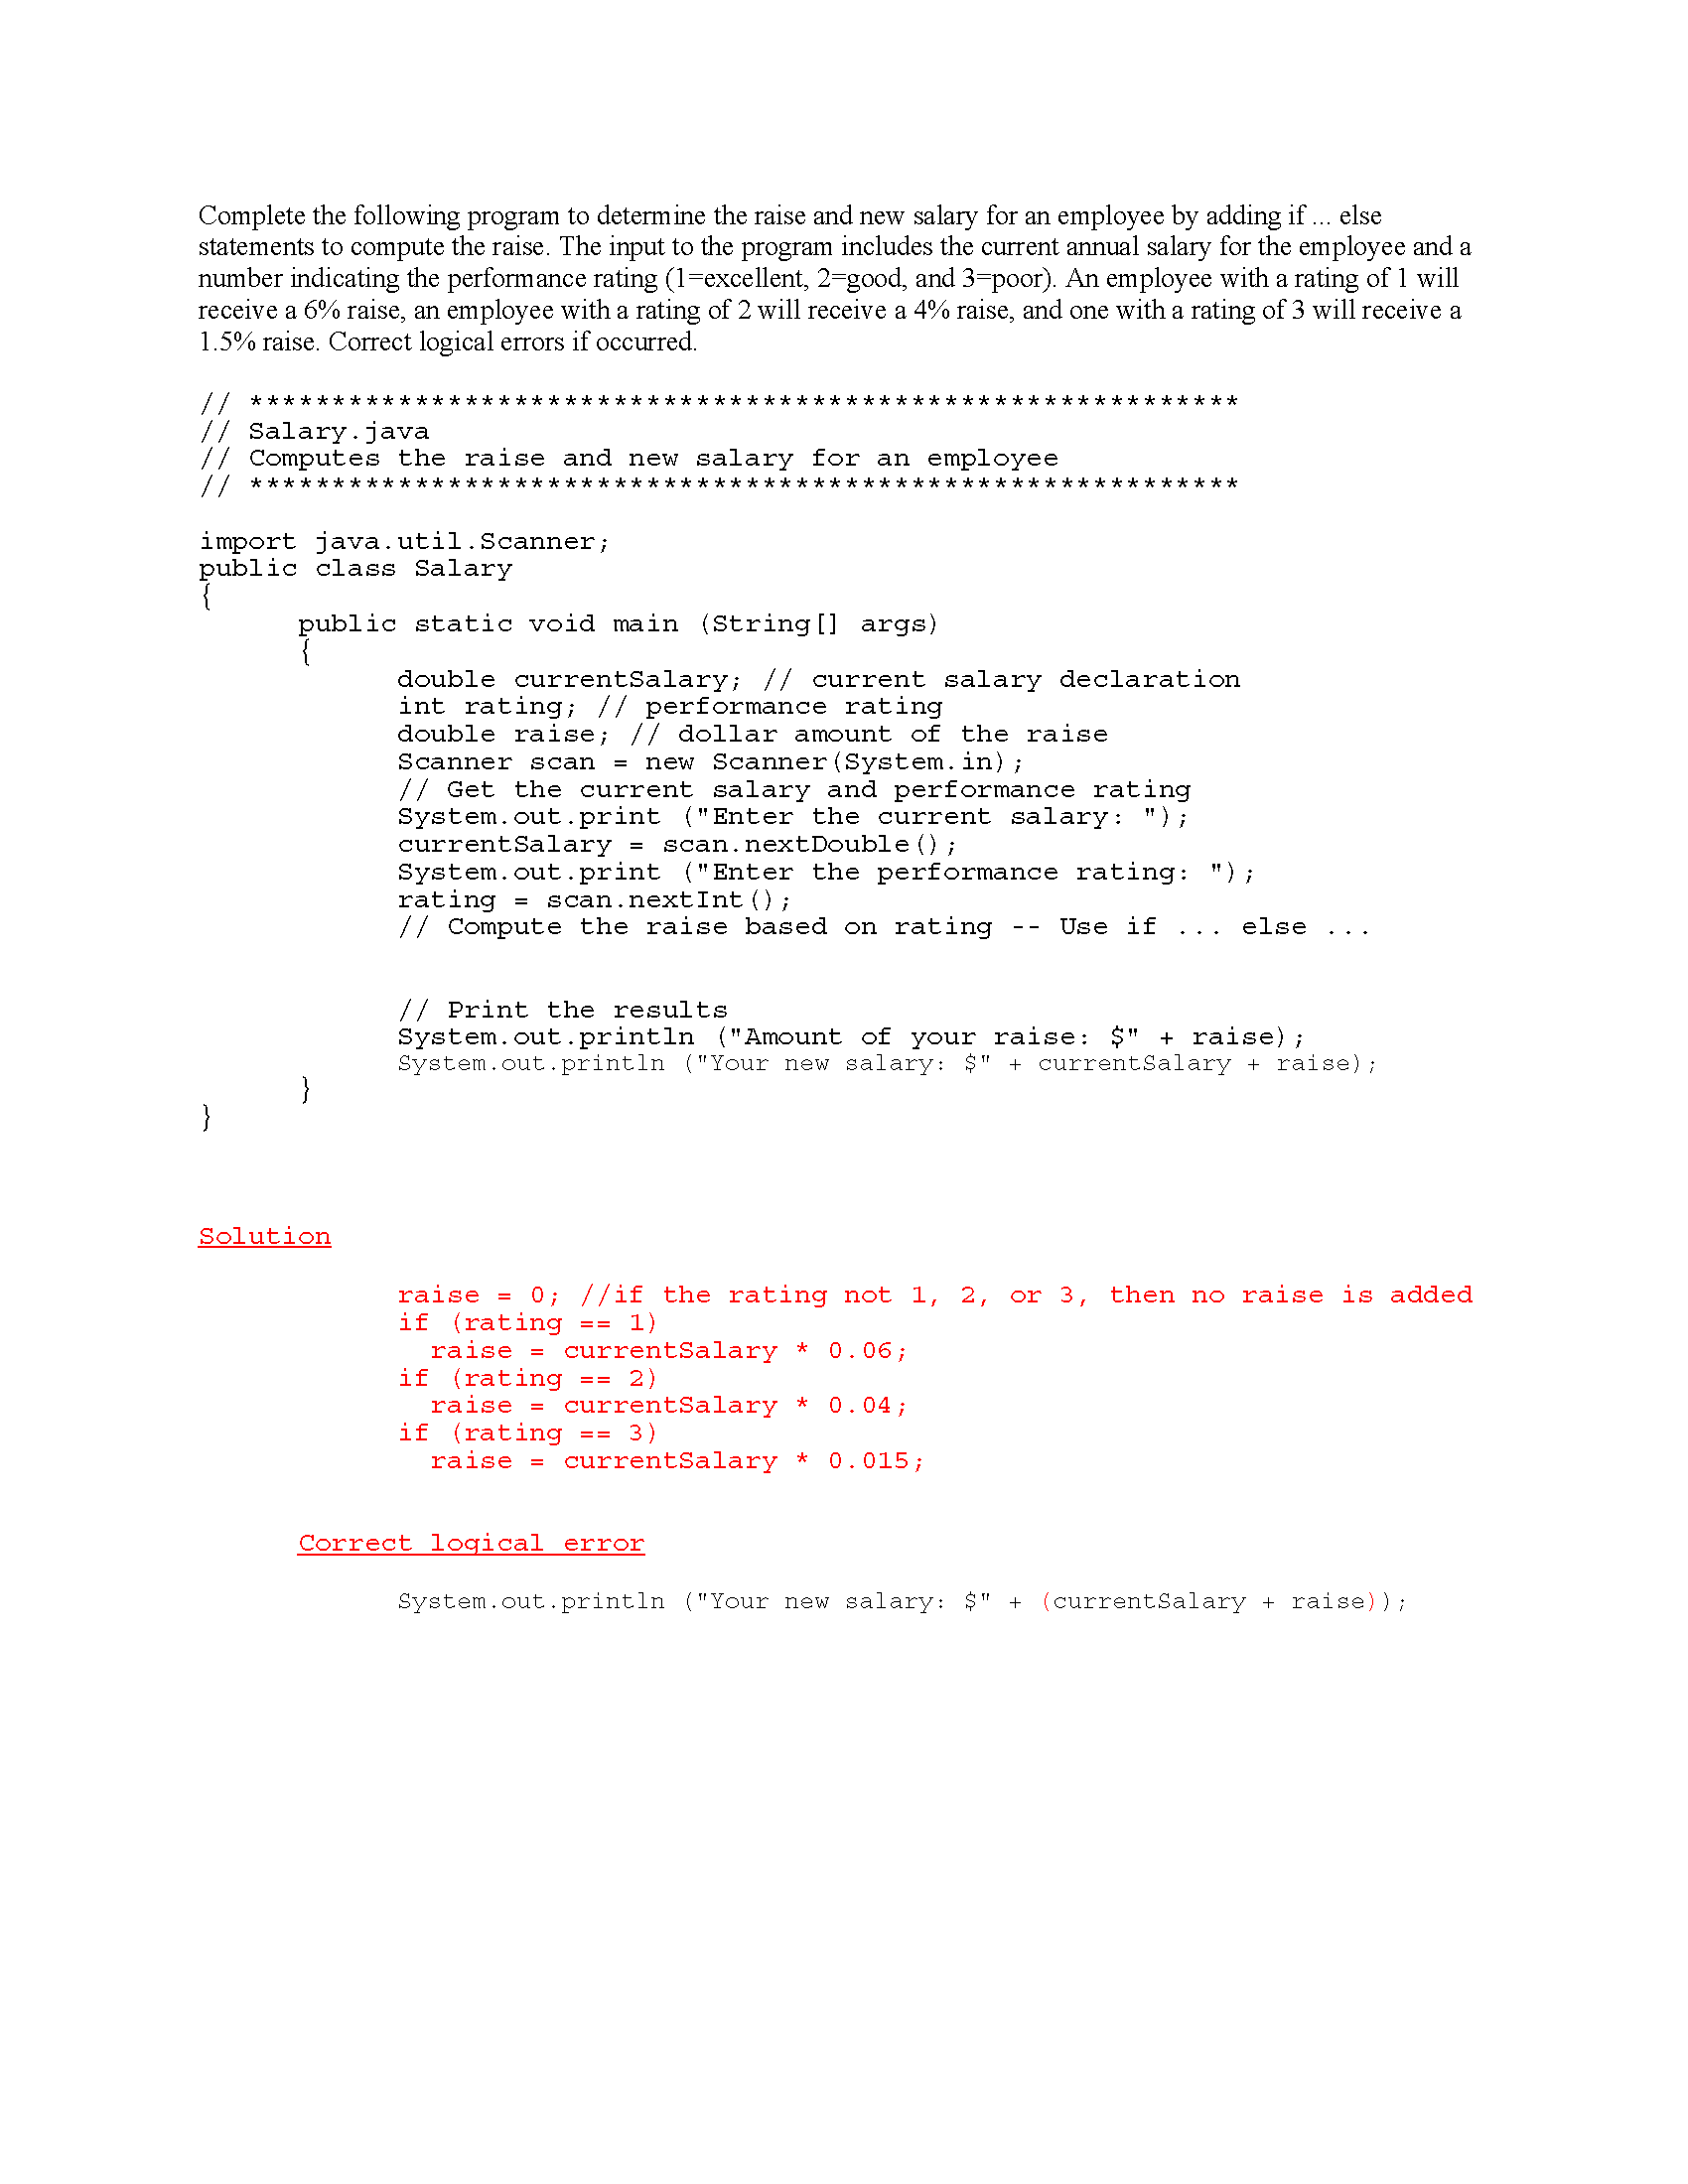 Complete the following program to determine the raise and new salary for an employee by adding if ... else
statements to compute the raise. The input to the program includes the current annual salary for the employee and a
number indicating the performance rating (1=excellent, 2=good, and 3=poor). An employee with a rating of 1 will
receive a 6% raise, an employee with a rating of 2 will receive a 4% raise, and one with a rating of 3 will receive a
1.5% raise. Correct logical errors if occurred.
// ************************************************************
// Salary.java
// Computes the raise and new salary for an employee
// ************************************************************
import java.util.Scanner;
public class Salary
{
public static void main (String[] args)
{
double currentSalary; // current salary declaration
int rating; // performance rating
double raise; // dollar amount of the raise
Scanner scan = new Scanner(System.in);
// Get the current salary and performance rating
System.out.print ("Enter the current salary: ");
currentSalary = scan.nextDouble();
System.out.print ("Enter the performance rating: ");
rating = scan.nextInt();
// Compute the raise based on rating -- Use if ... else ...
// Print the results
System.out.println ("Amount of your raise: $" + raise);
System.out.println ("Your new salary: $" + currentSalary + raise);
}
}
Solution
raise = 0; //if the rating not 1, 2, or 3, then no raise is added
if (rating == 1)
raise = currentSalary * 0.06;
if (rating == 2)
raise = currentSalary * 0.04;
if (rating == 3)
raise = currentSalary * 0.015;
Correct logical error
System.out.println ("Your new salary: $" + (currentSalary + raise));